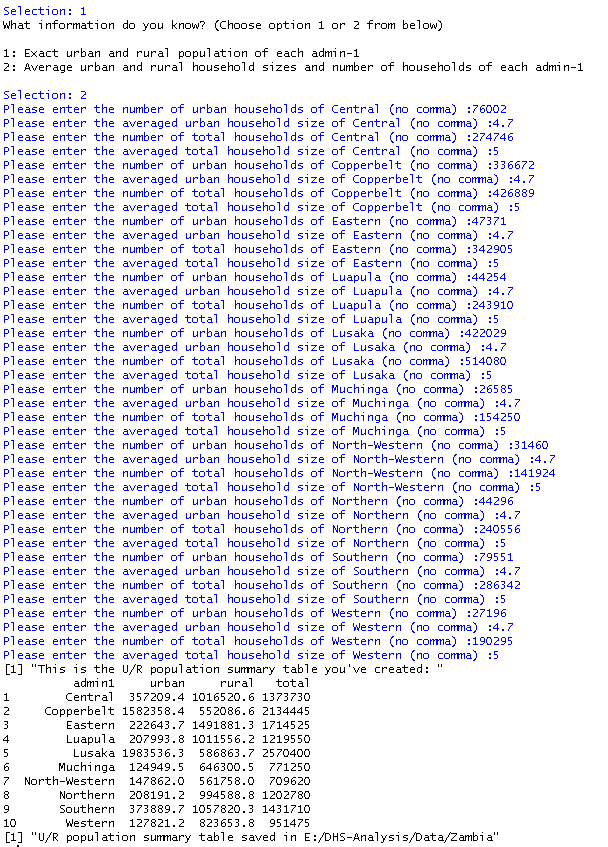 Selection: 1
What information do you know? (Choose option 1 or 2 from below)
1: Exact urban and rural population of each admin-1
2: Average urban and rural household sizes and number of households of each admin-1
Selection: 2
Please enter the number of urban households of Central (no comma) :76002
Please enter the averaged urban household size of Central (no comma) :4.7
Please enter the number of total households of Central (no comma) :274746
Please enter the averaged total household size of Central (no comma) :5
Please enter the number of urban households of Copperbelt (no comma) :336672
Please enter the averaged urban household size of Copperbelt (no comma) :4.7
Please enter the number of total households of Copperbelt (no comma) :426889
Please enter the averaged total household size of Copperbelt (no comma) :5
Please enter the number of urban households of Eastern (no comma) :47371
Please enter the averaged urban household size of Eastern (no comma) :4.7
Please enter the number of total households of Eastern (no comma) :342905
Please enter the averaged total household size of Eastern (no comma) :5
Please enter the number of urban households of Luapula (no comma) :44254
Please enter the averaged urban household size of Luapula (no comma) :4.7
Please enter the number of total households of Luapula (no comma) :243910
Please enter the averaged total household size of Luapula (no comma) :5
Please enter the number of urban households of Lusaka (no comma) :422029
Please enter the averaged urban household size of Lusaka (no comma) :4.7
Please enter the number of total households of Lusaka (no comma) :514080
Please enter the averaged total household size of Lusaka (no comma) :5
Please enter the number of urban households of Muchinga (no comma) :26585
Please enter the averaged urban household size of Muchinga (no comma) :4.7
Please enter the number of total households of Muchinga (no comma) :154250
Please enter the averaged total household size of Muchinga (no comma) :5
Please enter the number of urban households of North-Western (no comma) :31460
Please enter the averaged urban household size of North-Western (no comma) :4.7
Please enter the number of total households of North-Western (no comma) :141924
Please enter the averaged total household size of North-Western (no comma) :5
Please enter the number of urban households of Northern (no comma) :44296
Please enter the averaged urban household size of Northern (no comma) :4.7
Please enter the number of total households of Northern (no comma) :240556
Please enter the averaged total household size of Northern (no comma) :5
Please enter the number of urban households of Southern (no comma) :79551
Please enter the averaged urban household size of Southern (no comma) :4.7
Please enter the number of total households of Southern (no comma) :286342
Please enter the averaged total household size of Southern (no comma) :5
Please enter the number of urban households of Western (no comma) :27196
Please enter the averaged urban household size of Western (no comma) :4.7
Please enter the number of total households of Western (no comma) :190295
Please enter the averaged total household size of Western (no comma) :5
[1] "This is the U/R population summary table you've created: "
admin1 urban rural total
1 Central 357209.4 1016520.6 1373730
2 Copperbelt 1582358.4 552086.6 2134445
3 Eastern 222643.7 1491881.3 1714525
4 Luapula 207993.8 1011556.2 1219550
5 Lusaka 1983536.3 586863.7 2570400
6 Muchinga 124949.5 646300.5 771250
7 North-Western 147862.0 561758.0 709620
8 Northern 208191.2 994588.8 1202780
9 Southern 373889.7 1057820.3 1431710
10 Western 127821.2 823653.8 951475
[1] "U/R population summary table saved in E:/DHS-Analysis/Data/Zambia"